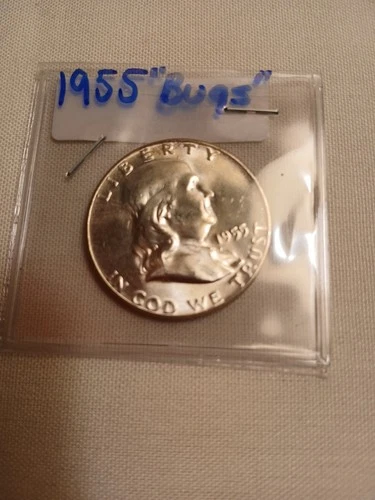 1955 "Bugs"
LIBERTY
1955
IN GOD WE TRUST